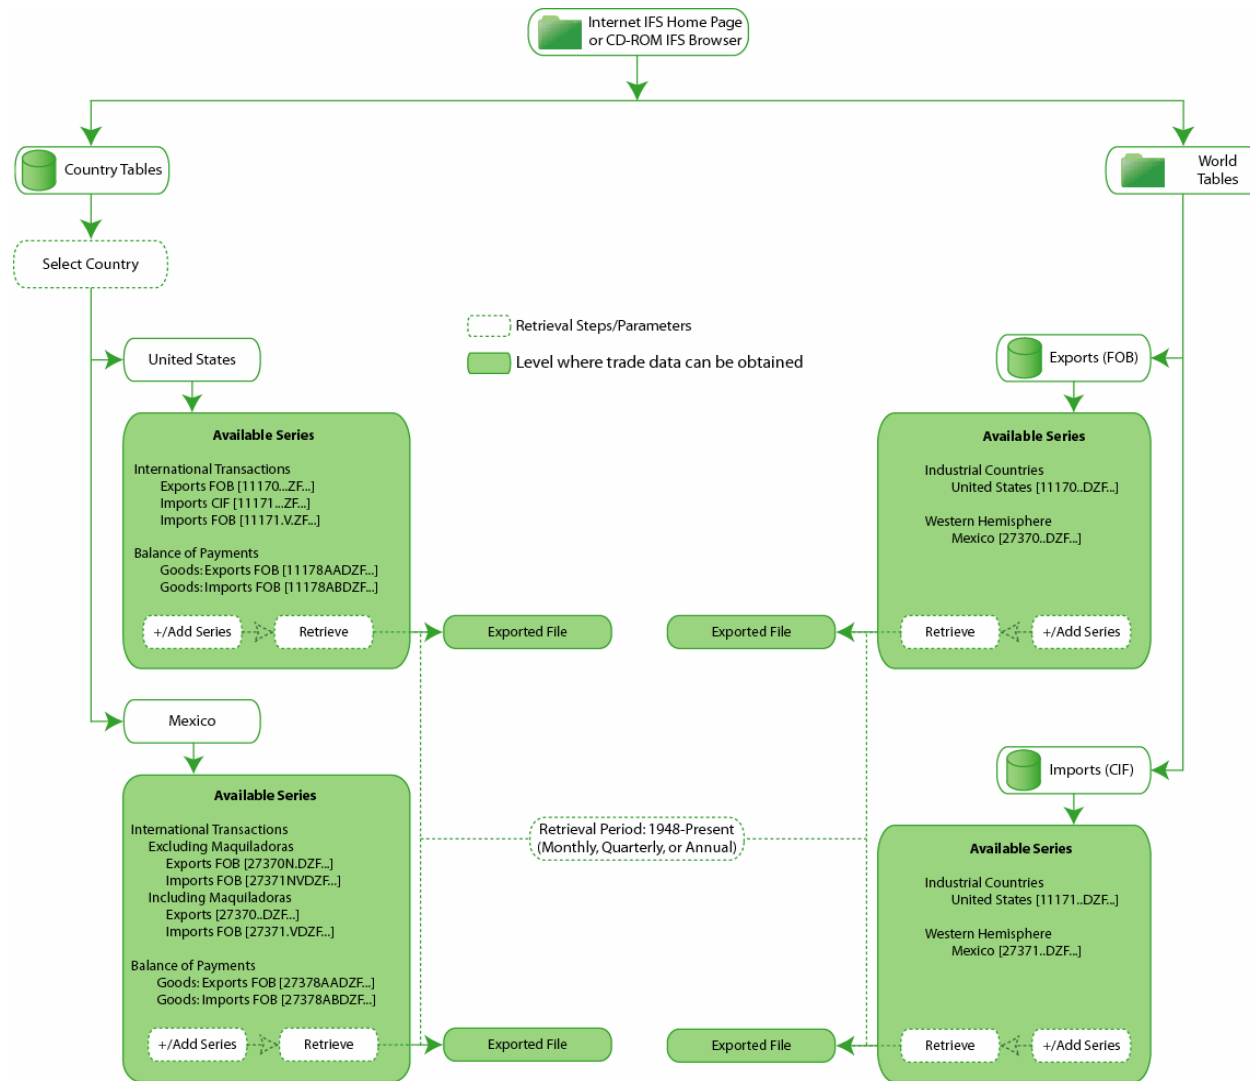 Internet IFS Home Page
or CD-ROM IFS Browser
Country Tables
World
Tables
Select Country
Retrieval Steps/Parameters
Level where trade data can be obtained
United States
Available Series
International Transactions
Exports FOB [11170...ZF...]
Imports CIF [11171...ZF...]
Imports FOB [11171.V.ZF...]
Balance of Payments
Goods: Exports FOB [11178AADZF...]
Goods: Imports FOB [11178ABDZF...]
+/Add Series
Retrieve
Exported File
Exports (FOB)
Available Series
Industrial Countries
United States [11170..DZF...]
Western Hemisphere
Mexico [27370..DZF...]
Exported File
Retrieve
+/Add Series
Mexico
Available Series
International Transactions
Excluding Maquiladoras
Exports FOB [27370N.DZF...]
Imports FOB [27371NVDZF...]
Including Maquiladoras
Exports [27370..DZF...]
Imports FOB [27371.VDZF...]
Balance of Payments
Goods: Exports FOB [27378AADZF...]
Goods: Imports FOB [27378ABDZF...]
+/Add Series
Retrieve
Exported File
Retrieval Period: 1948-Present
(Monthly, Quarterly, or Annual)
Imports (CIF)
Available Series
Industrial Countries
United States [11171..DZF...]
Western Hemisphere
Mexico [27371..DZF...]
Exported File
Retrieve
+/Add Series